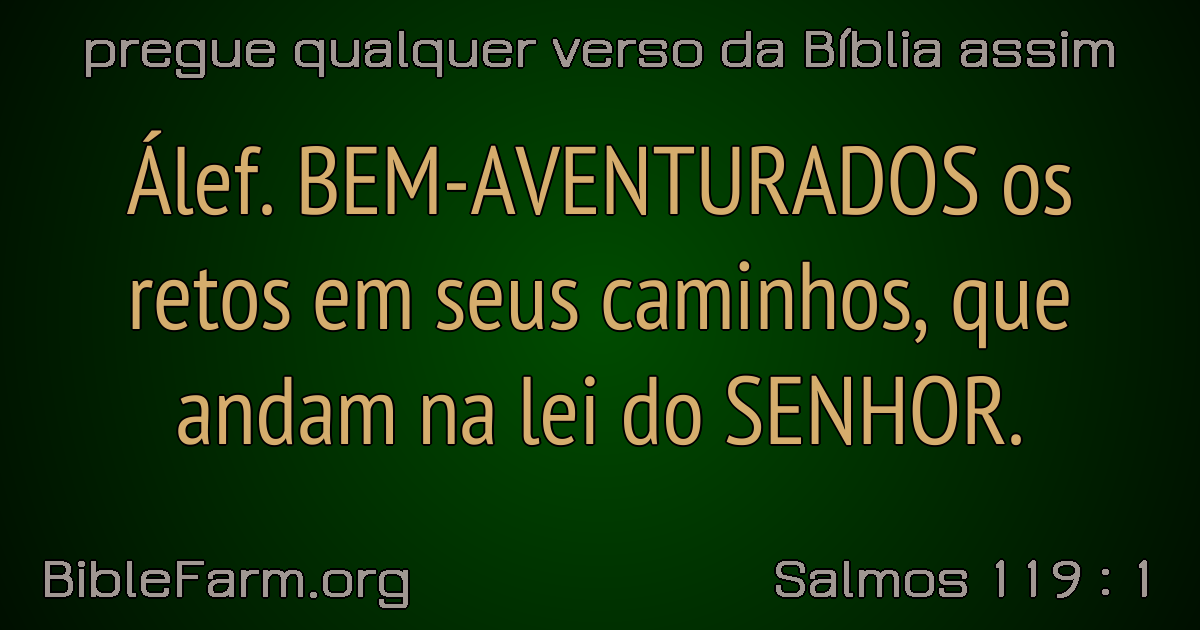 pregue qualquer verso da Bíblia assim
Álef. BEM-AVENTURADOS os
retos em seus caminhos, que
andam na lei do SENHOR.
BibleFarm.org
Salmos 119 : 1